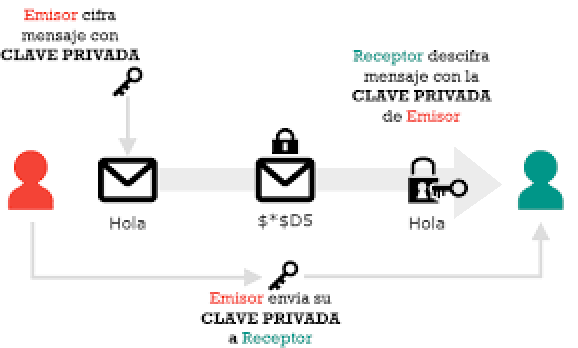 Emisor cifra
mensaje con
CLAVE PRIVADA
Receptor descifra
mensaje con la
CLAVE PRIVADA
de Emisor
Hola
$*$D5
Hola
Emisor envia su
CLAVE PRIVADA
a Receptor